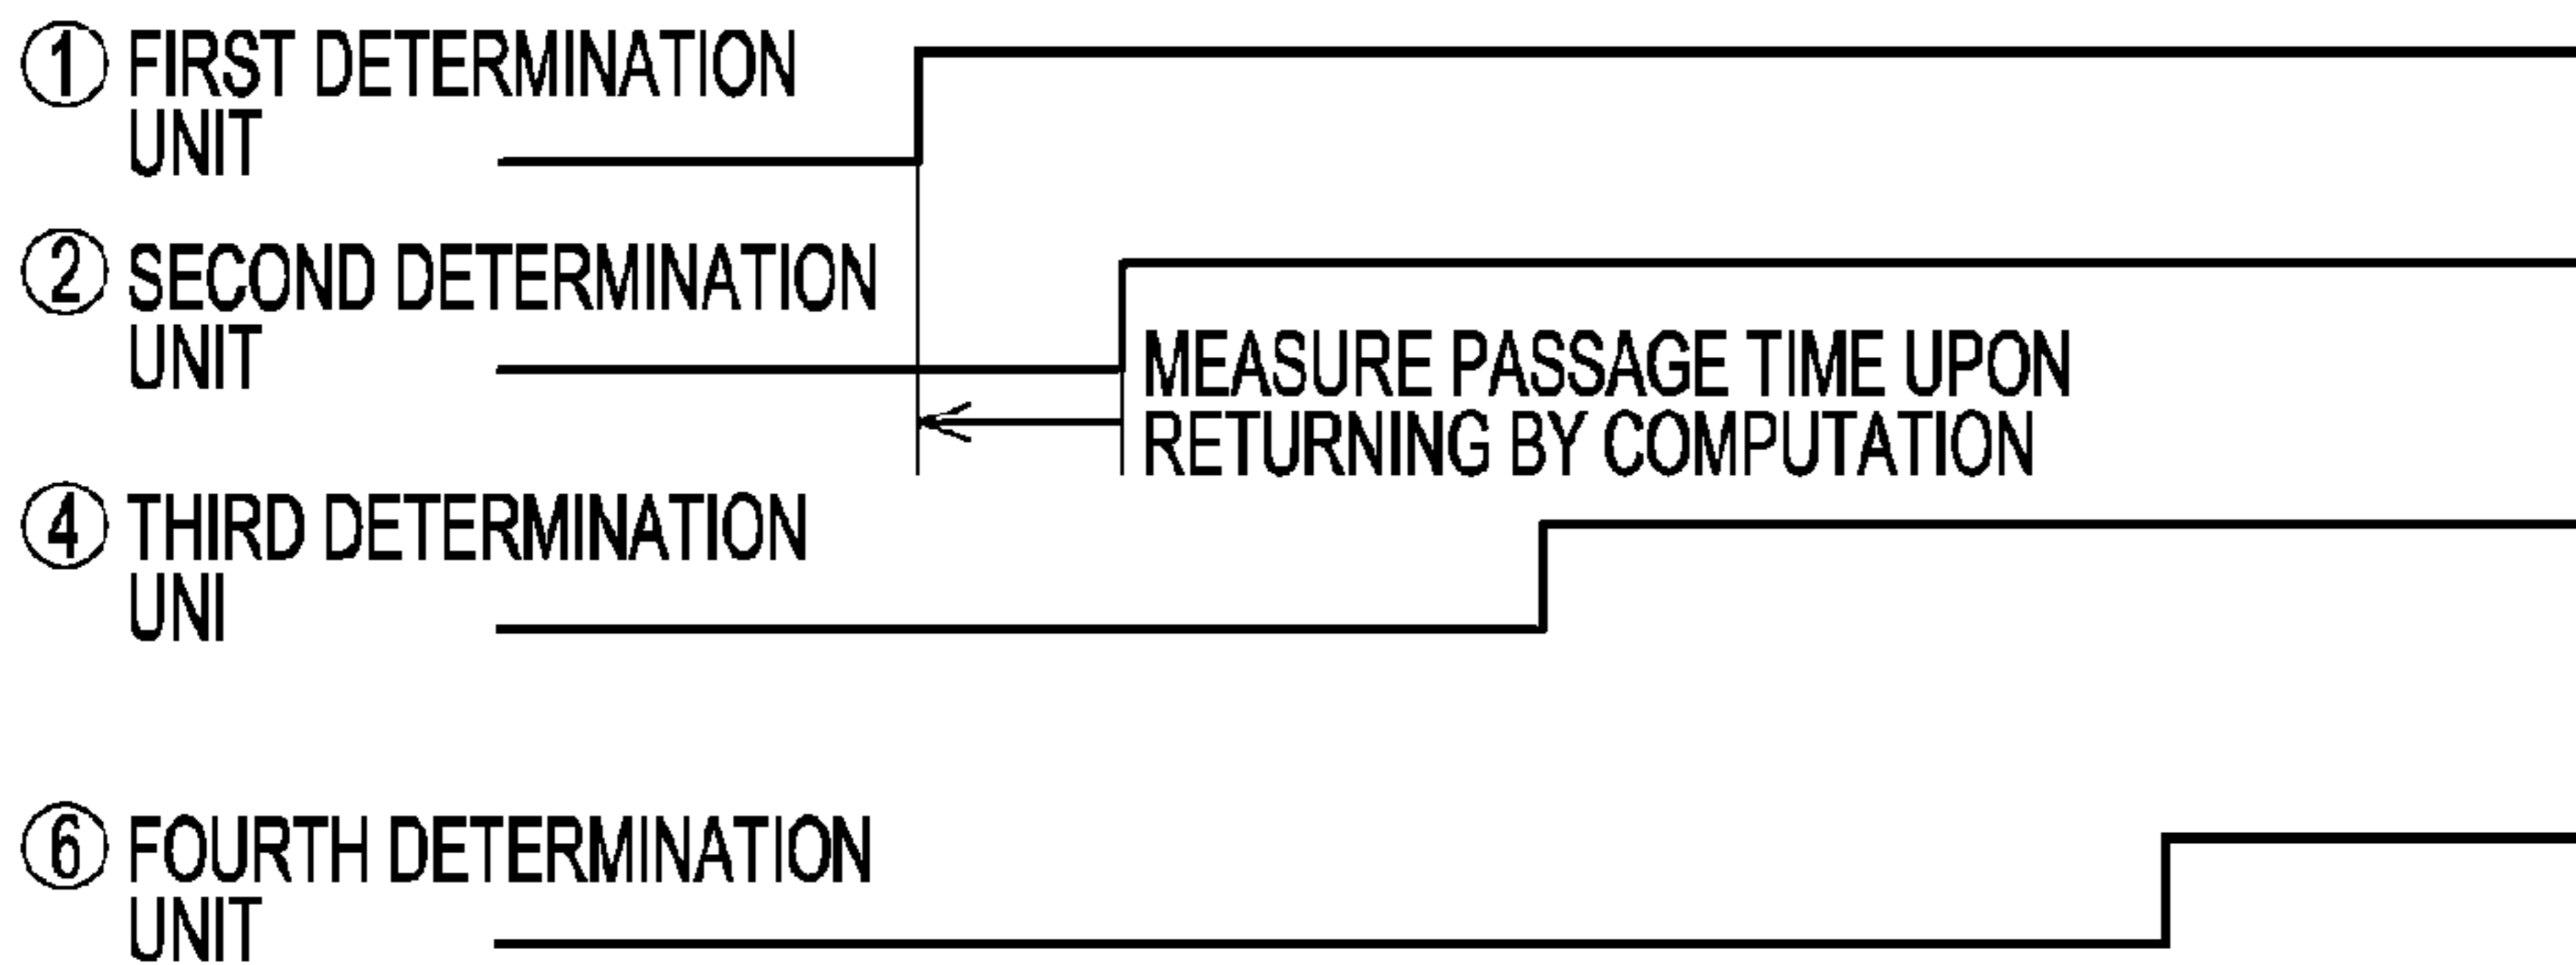 ① FIRST DETERMINATION
UNIT
② SECOND DETERMINATION
UNIT
MEASURE PASSAGE TIME UPON
RETURNING BY COMPUTATION
④ THIRD DETERMINATION
UNI
⑥ FOURTH DETERMINATION
UNIT